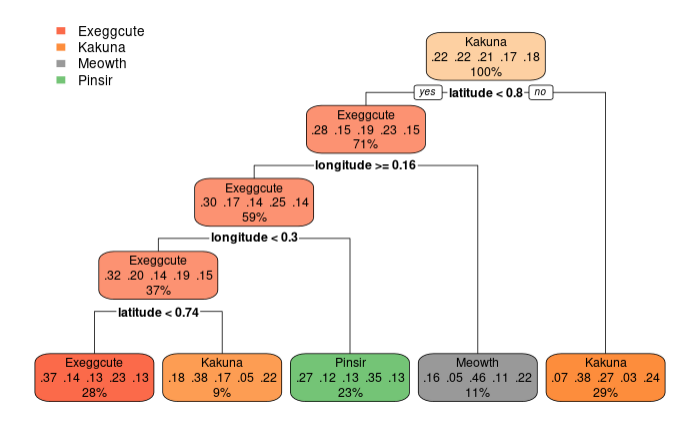 Exeggcute
Kakuna
Meowth
Pinsir
Kakuna
.22 .22 .21 .17 .18
100%
yes latitude < 0.8 no
Exeggcute
.28 .15 .19 .23 .15
71%
longitude >= 0.16
Exeggcute
.30 .17 .14 .25 .14
59%
longitude < 0.3
Exeggcute
.32 .20 .14 .19 .15
37%
latitude < 0.74
Exeggcute
.37 .14 .13 .23 .13
28%
Kakuna
.18 .38 .17 .05 .22
9%
Pinsir
.27 .12 .13 .35 .13
23%
Meowth
.16 .05 .46 .11 .22
11%
Kakuna
.07 .38 .27 .03 .24
29%